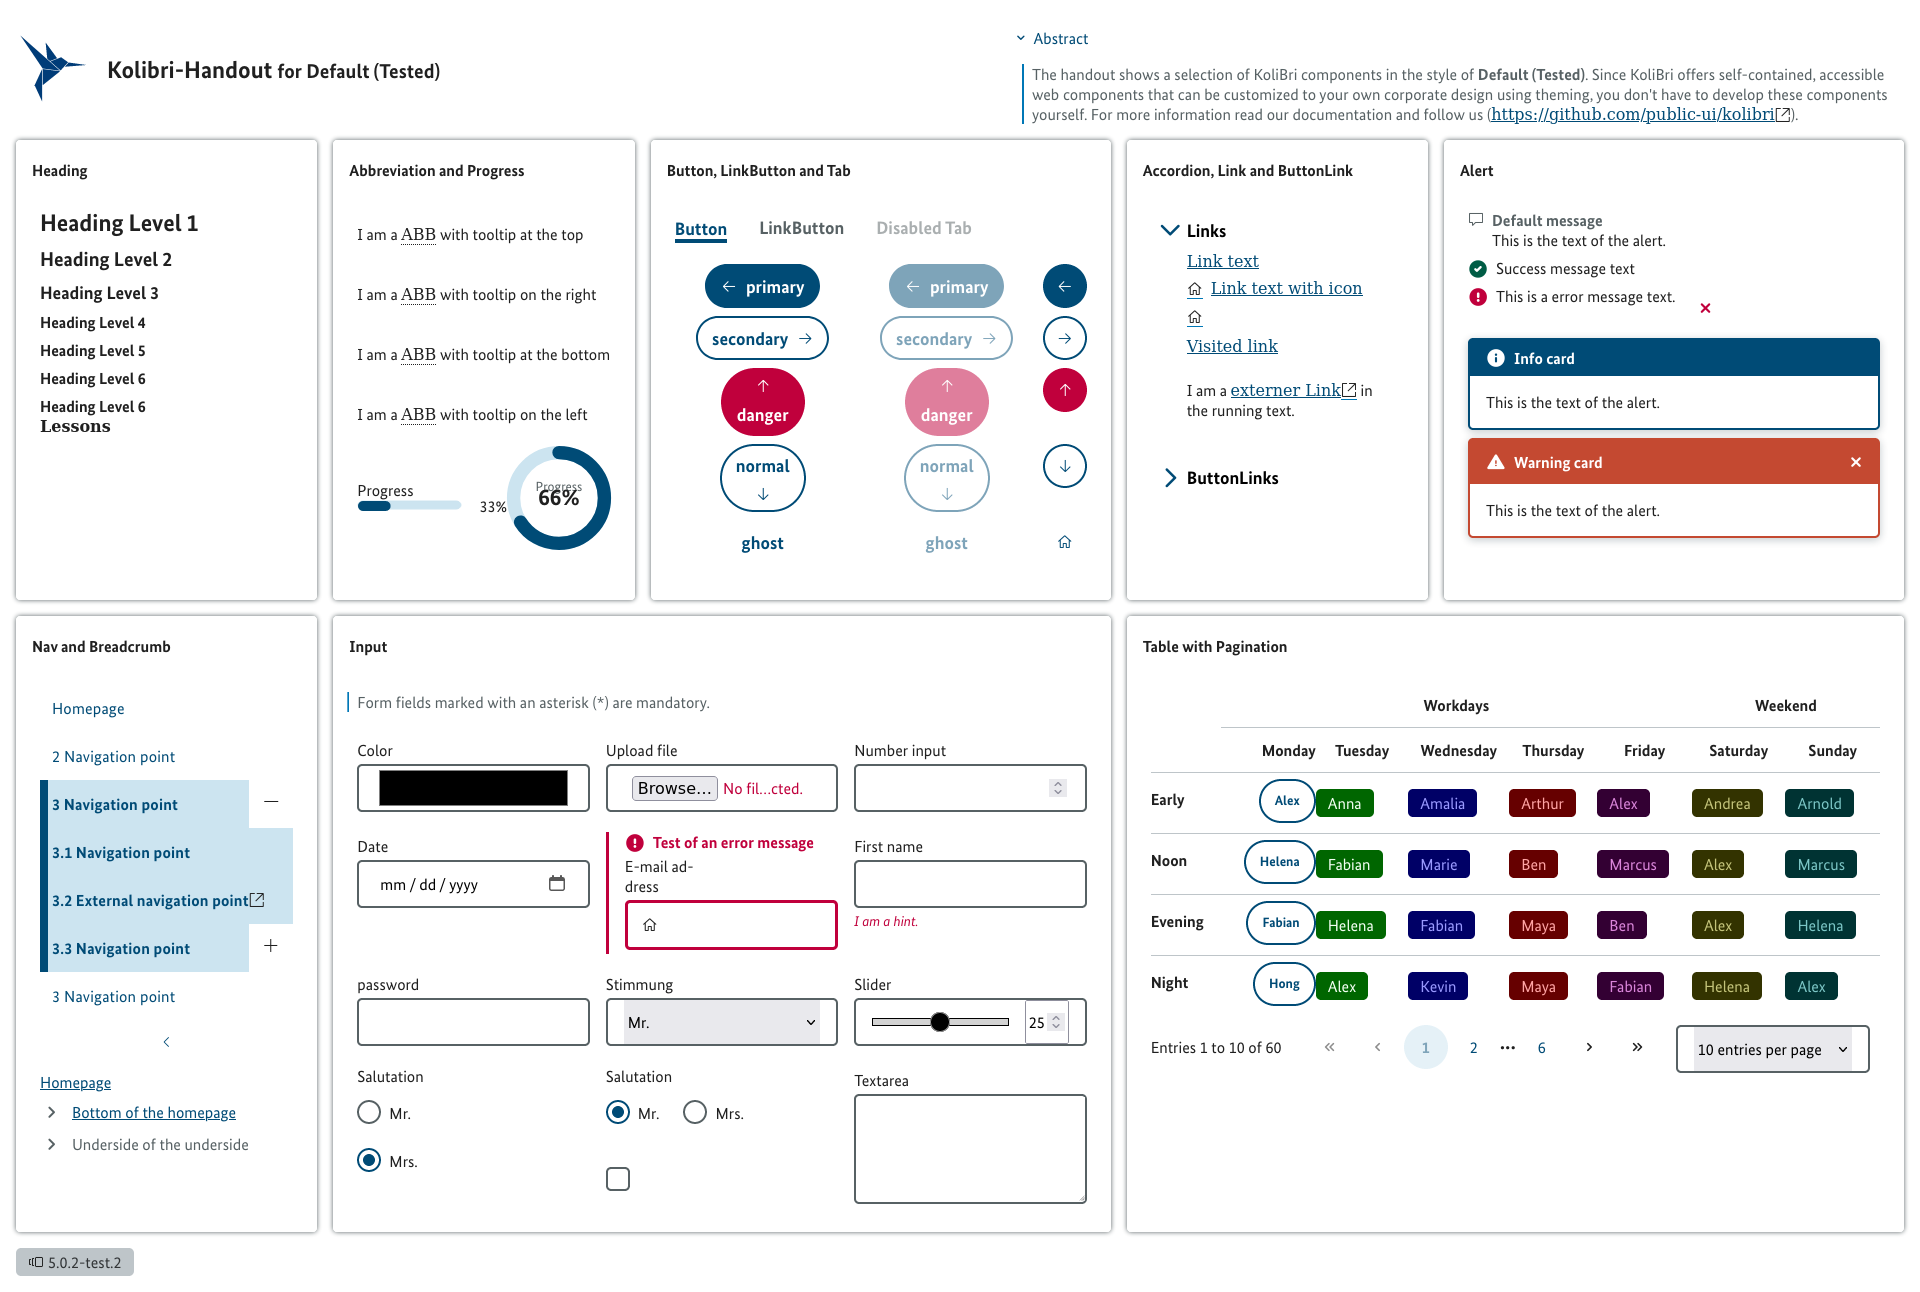 Kolibri-Handout for Default (Tested)
Abstract
The handout shows a selection of KoliBri components in the style of Default (Tested). Since KoliBri offers self-contained, accessible
web components that can be customized to your own corporate design using theming, you don't have to develop these components
yourself. For more information read our documentation and follow us (https://github.com/public-ui/kolibri).
Heading
Heading Level 1
Heading Level 2
Heading Level 3
Heading Level 4
Heading Level 5
Heading Level 6
Heading Level 6
Lessons
Abbreviation and Progress
I am a ABB with tooltip at the top
I am a ABB with tooltip on the right
I am a ABB with tooltip at the bottom
I am a ABB with tooltip on the left
Progress
33%
Progress
66%
Button, LinkButton and Tab
Button LinkButton Disabled Tab
primary primary
secondary secondary
danger danger
normal normal
ghost ghost
Accordion, Link and ButtonLink
Links
Link text
Link text with icon
Visited link
I am a externer Link in
the running text.
ButtonLinks
Alert
Default message
This is the text of the alert.
Success message text
This is a error message text.
Info card
This is the text of the alert.
Warning card
This is the text of the alert.
Nav and Breadcrumb
Homepage
2 Navigation point
3 Navigation point
3.1 Navigation point
3.2 External navigation point
3.3 Navigation point
3 Navigation point
Homepage
Bottom of the homepage
Underside of the underside
Input
Form fields marked with an asterisk (*) are mandatory.
Color
Upload file
Browse... No fil...cted.
Number input
Date
mm / dd / yyyy
Test of an error message
E-mail ad-
dress
First name
I am a hint.
password
Stimmung
Mr.
Slider
25
Salutation
Mr.
Mrs.
Salutation
Mr. Mrs.
Textarea
Table with Pagination
Workdays Weekend
Monday Tuesday Wednesday Thursday Friday Saturday Sunday
Early Alex Anna Amalia Arthur Alex Andrea Arnold
Noon Helena Fabian Marie Ben Marcus Alex Marcus
Evening Fabian Helena Fabian Maya Ben Alex Helena
Night Hong Alex Kevin Maya Fabian Helena Alex
Entries 1 to 10 of 60 « ‹ 1 2 ••• 6 › » 10 entries per page
5.0.2-test.2